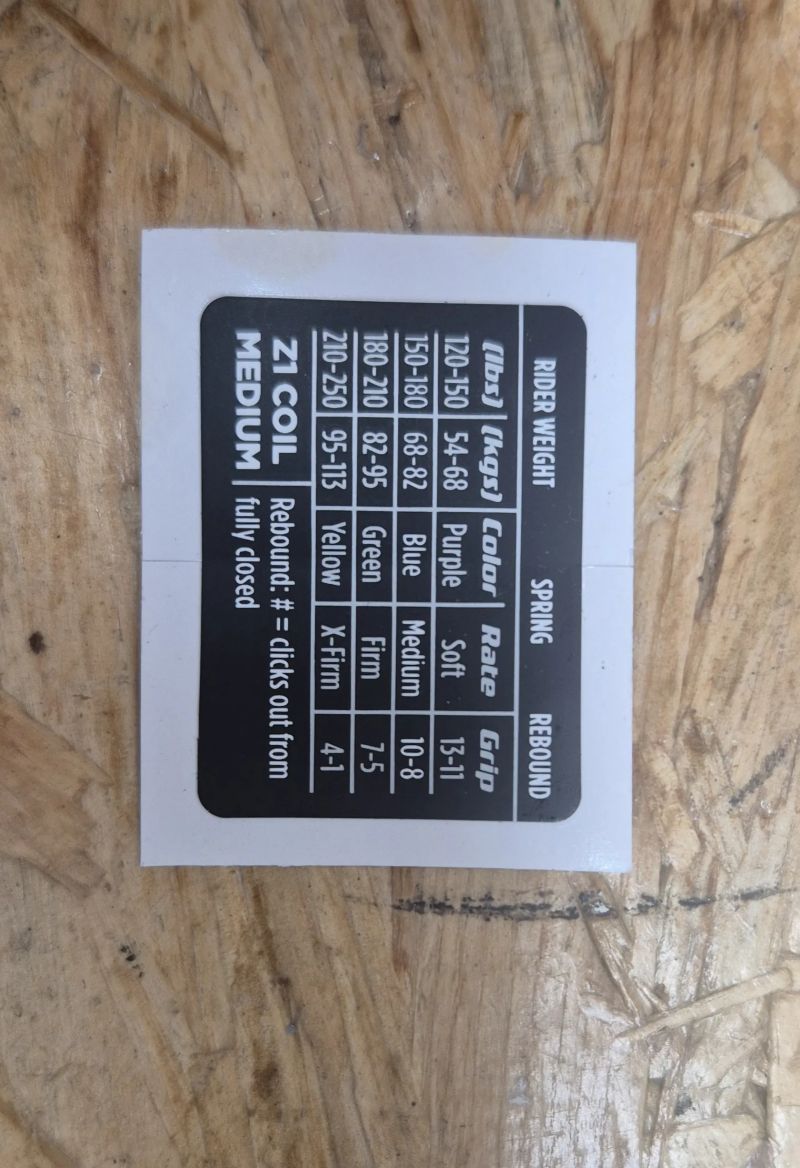 RIDER WEIGHT SPRING REBOUND
(lbs) (kgs) Color Rate Grip
120-150 54-68 Purple Soft 13-11
150-180 68-82 Blue Medium 10-8
180-210 82-95 Green Firm 7-5
210-250 95-113 Yellow X-Firm 4-1
Z1 COIL
MEDIUM
Rebound: # = clicks out from
fully closed